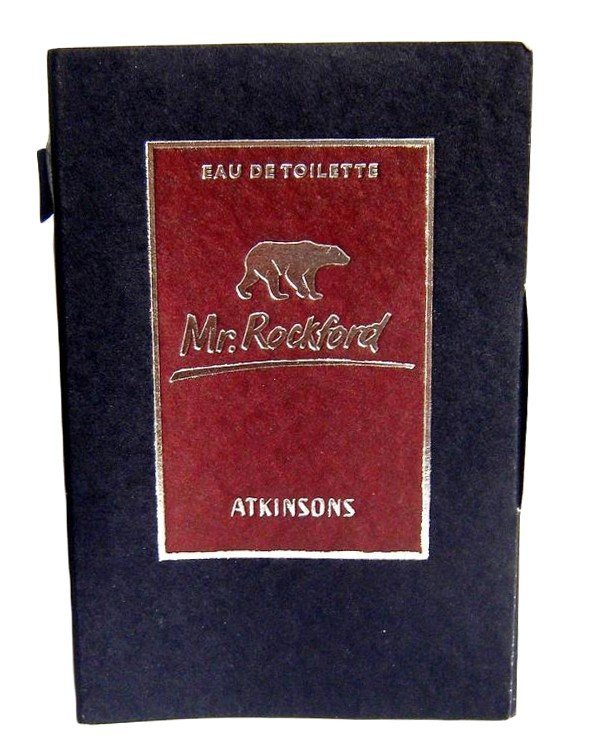 EAU DE TOILETTE
Mr. Rockford
ATKINSONS